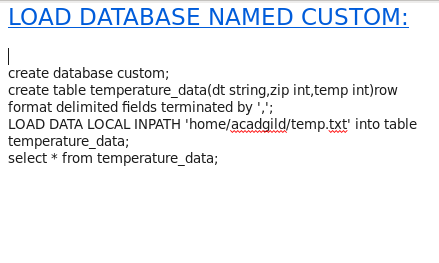 LOAD DATABASE NAMED CUSTOM:
create database custom;
create table temperature_data(dt string,zip int,temp int)row
format delimited fields terminated by ',';
LOAD DATA LOCAL INPATH 'home/acadgild/temp.txt' into table
temperature_data;
select * from temperature_data;